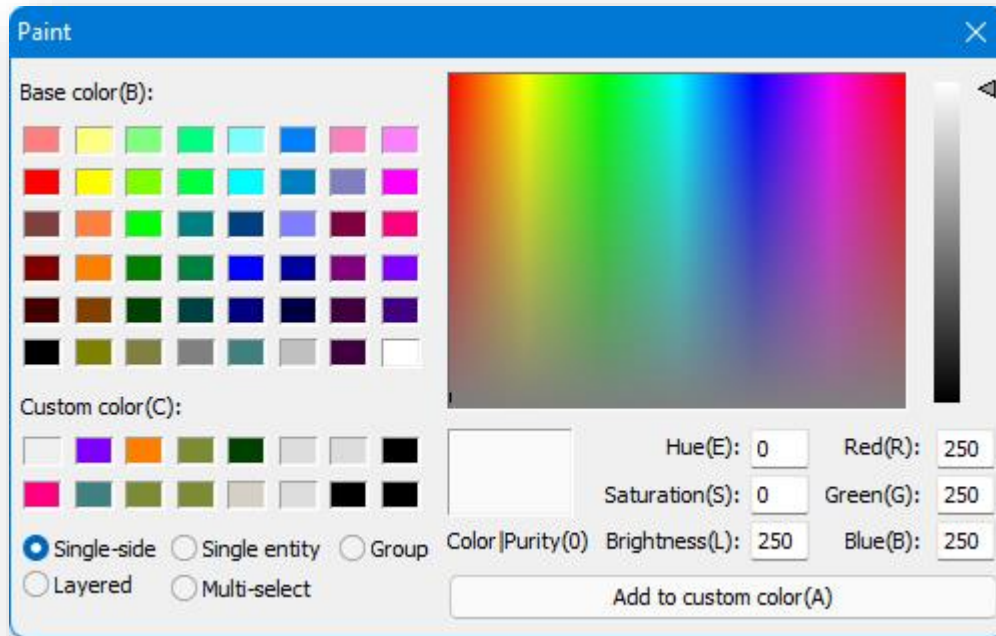 Paint
Base color(B):
Custom color(C):
Single-side Single entity Group
Layered Multi-select
Hue(E): 0 Red(R): 250
Saturation(S): 0 Green(G): 250
Color|Purity(0) Brightness(L): 250 Blue(B): 250
Add to custom color(A)